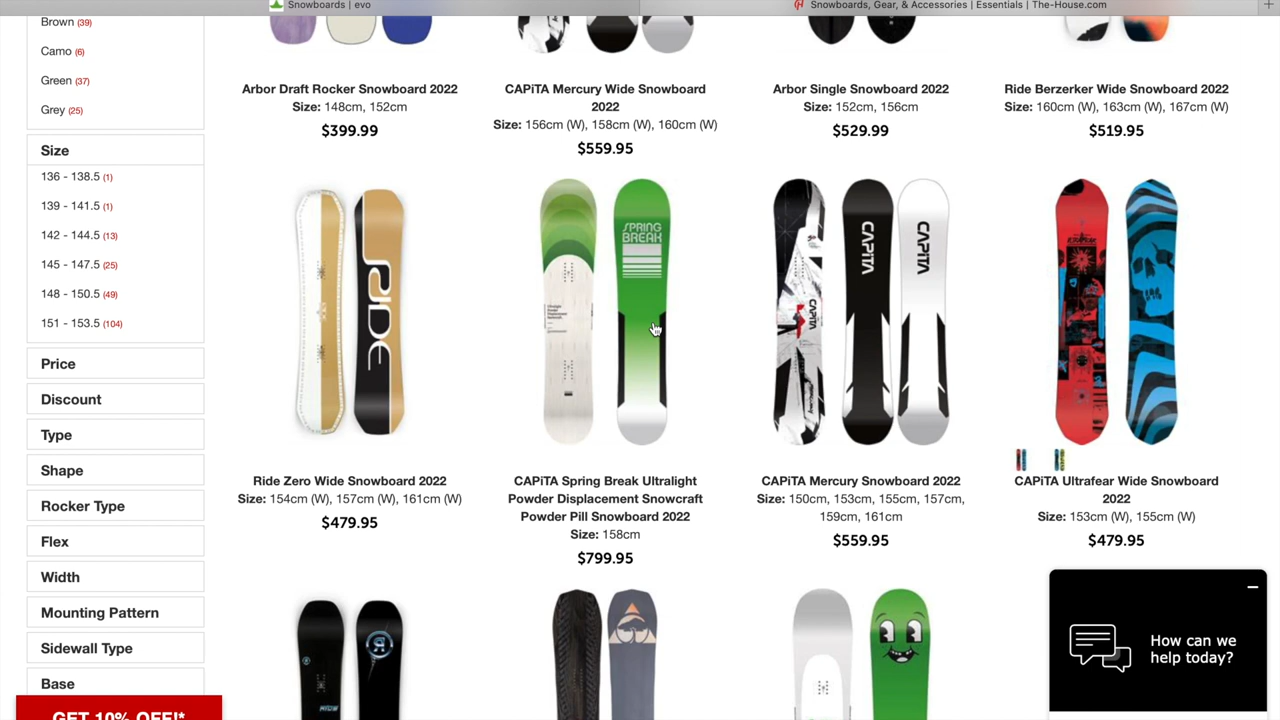 Snowboards | evo
Snowboards, Gear, & Accessories | Essentials | The-House.com
Brown (39)
Camo (6)
Green (37)
Grey (25)
Size
136 - 138.5 (1)
139 - 141.5 (1)
142 - 144.5 (13)
145 - 147.5 (25)
148 - 150.5 (49)
151 - 153.5 (104)
Price
Discount
Type
Shape
Rocker Type
Flex
Width
Mounting Pattern
Sidewall Type
Base
GET 10% OFF!*
Arbor Draft Rocker Snowboard 2022
Size: 148cm, 152cm
$399.99
CAPiTA Mercury Wide Snowboard
2022
Size: 156cm (W), 158cm (W), 160cm (W)
$559.95
Arbor Single Snowboard 2022
Size: 152cm, 156cm
$529.99
Ride Berzerker Wide Snowboard 2022
Size: 160cm (W), 163cm (W), 167cm (W)
$519.95
RIDE
SPRING
BREAK
CAPiTA
CAPiTA
CAPiTA
Ride Zero Wide Snowboard 2022
Size: 154cm (W), 157cm (W), 161cm (W)
$479.95
CAPiTA Spring Break Ultralight
Powder Displacement Snowcraft
Powder Pill Snowboard 2022
Size: 158cm
$799.95
CAPiTA Mercury Snowboard 2022
Size: 150cm, 153cm, 155cm, 157cm,
159cm, 161cm
$559.95
CAPiTA Ultrafear Wide Snowboard
2022
Size: 153cm (W), 155cm (W)
$479.95
How can we
help today?